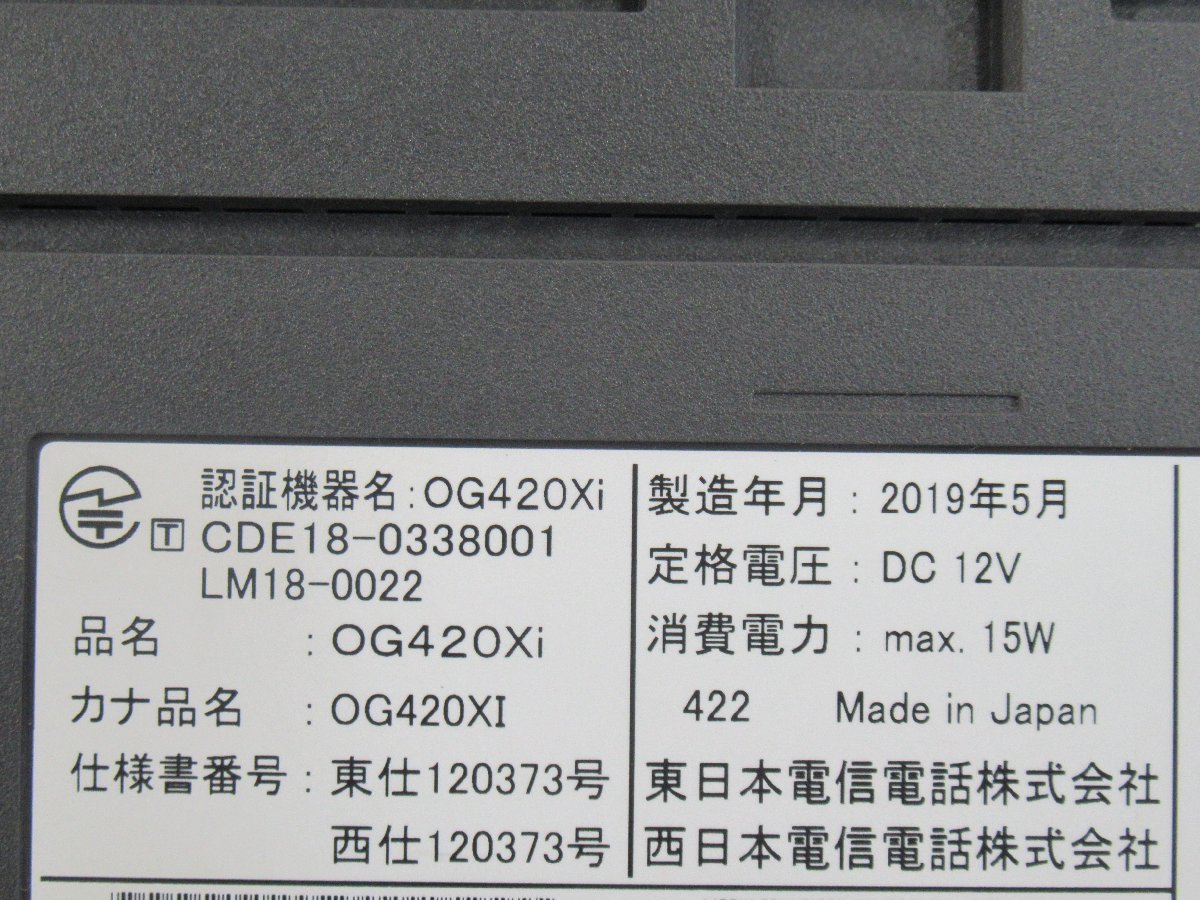 認証機器名:OG420Xi
T CDE18-0338001
LM18-0022
品名 : OG420Xi
カナ品名 : OG420XI
仕様書番号 : 東仕120373号
西仕120373号
製造年月 : 2019年5月
定格電圧 : DC 12V
消費電力 : max. 15W
422 Made in Japan
東日本電信電話株式会社
西日本電信電話株式会社